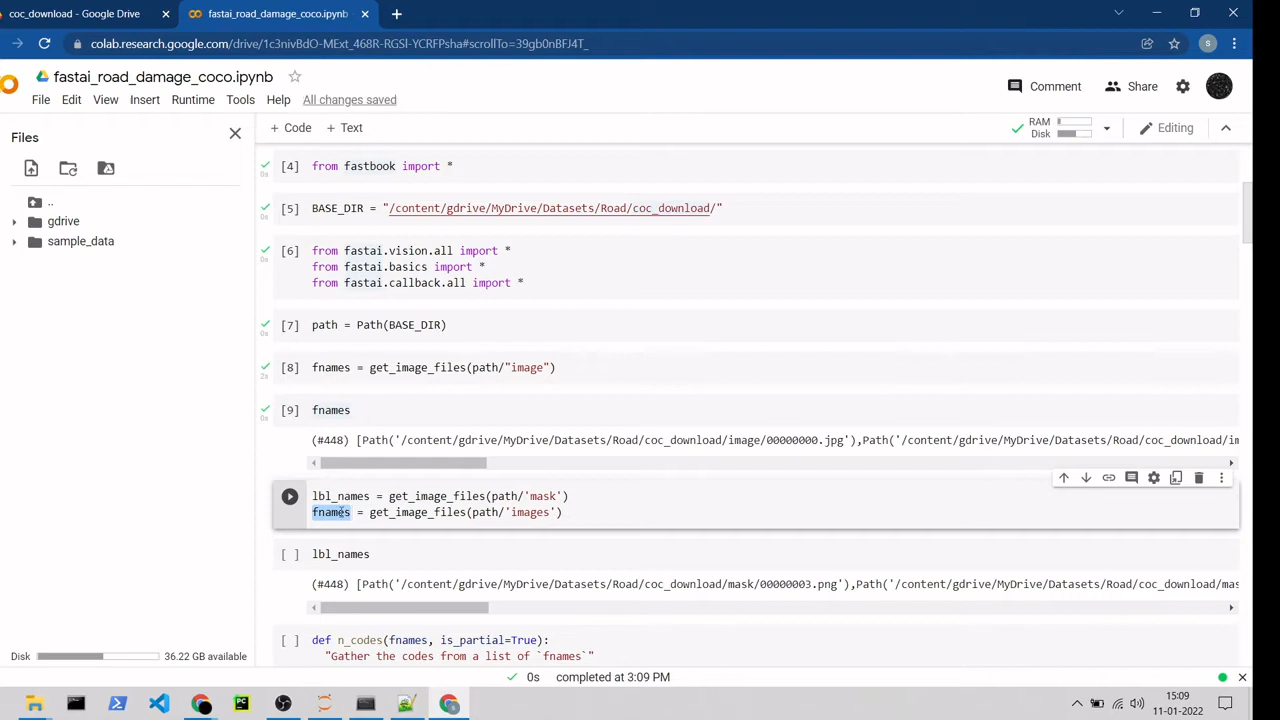 coc_download - Google Drive
fastai_road_damage_coco.ipynb
colab.research.google.com/drive/1c3nivBdO-MExt_468R-RGSl-YCRFPsha#scrollTo=39gb0nBFJ4T_
S
fastai_road_damage_coco.ipynb
Comment
Share
File Edit View Insert Runtime Tools Help All changes saved
Files
+ Code + Text
RAM
Disk
Editing
..
gdrive
sample_data
[4] from fastbook import *
0s
[5] BASE_DIR = "/content/gdrive/MyDrive/Datasets/Road/coc_download/"
0s
[6] from fastai.vision.all import *
0s
from fastai.basics import *
from fastai.callback.all import *
[7] path = Path(BASE_DIR)
0s
[8] fnames = get_image_files(path/"image")
2s
[9] fnames
0s
(#448) [Path('/content/gdrive/MyDrive/Datasets/Road/coc_download/image/00000000.jpg'),Path('/content/gdrive/MyDrive/Datasets/Road/coc_download/im
lbl_names = get_image_files(path/'mask')
fnames = get_image_files(path/'images')
[ ] lbl_names
(#448) [Path('/content/gdrive/MyDrive/Datasets/Road/coc_download/mask/00000003.png'),Path('/content/gdrive/MyDrive/Datasets/Road/coc_download/mas
[ ] def n_codes(fnames, is_partial=True):
"Gather the codes from a list of `fnames`"
Disk 36.22 GB available
0s completed at 3:09 PM
15:09
11-01-2022